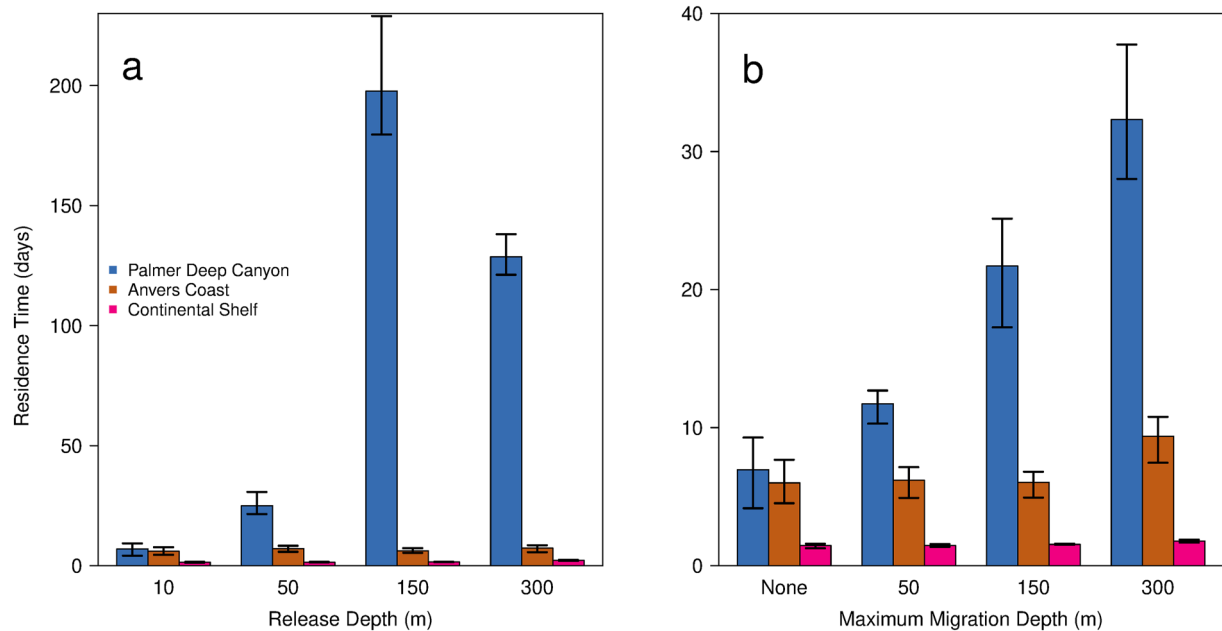 a
200
150
100
50
0
Residence Time (days)
Palmer Deep Canyon
Anvers Coast
Continental Shelf
10 50 150 300
Release Depth (m)
b
40
30
20
10
0
None 50 150 300
Maximum Migration Depth (m)